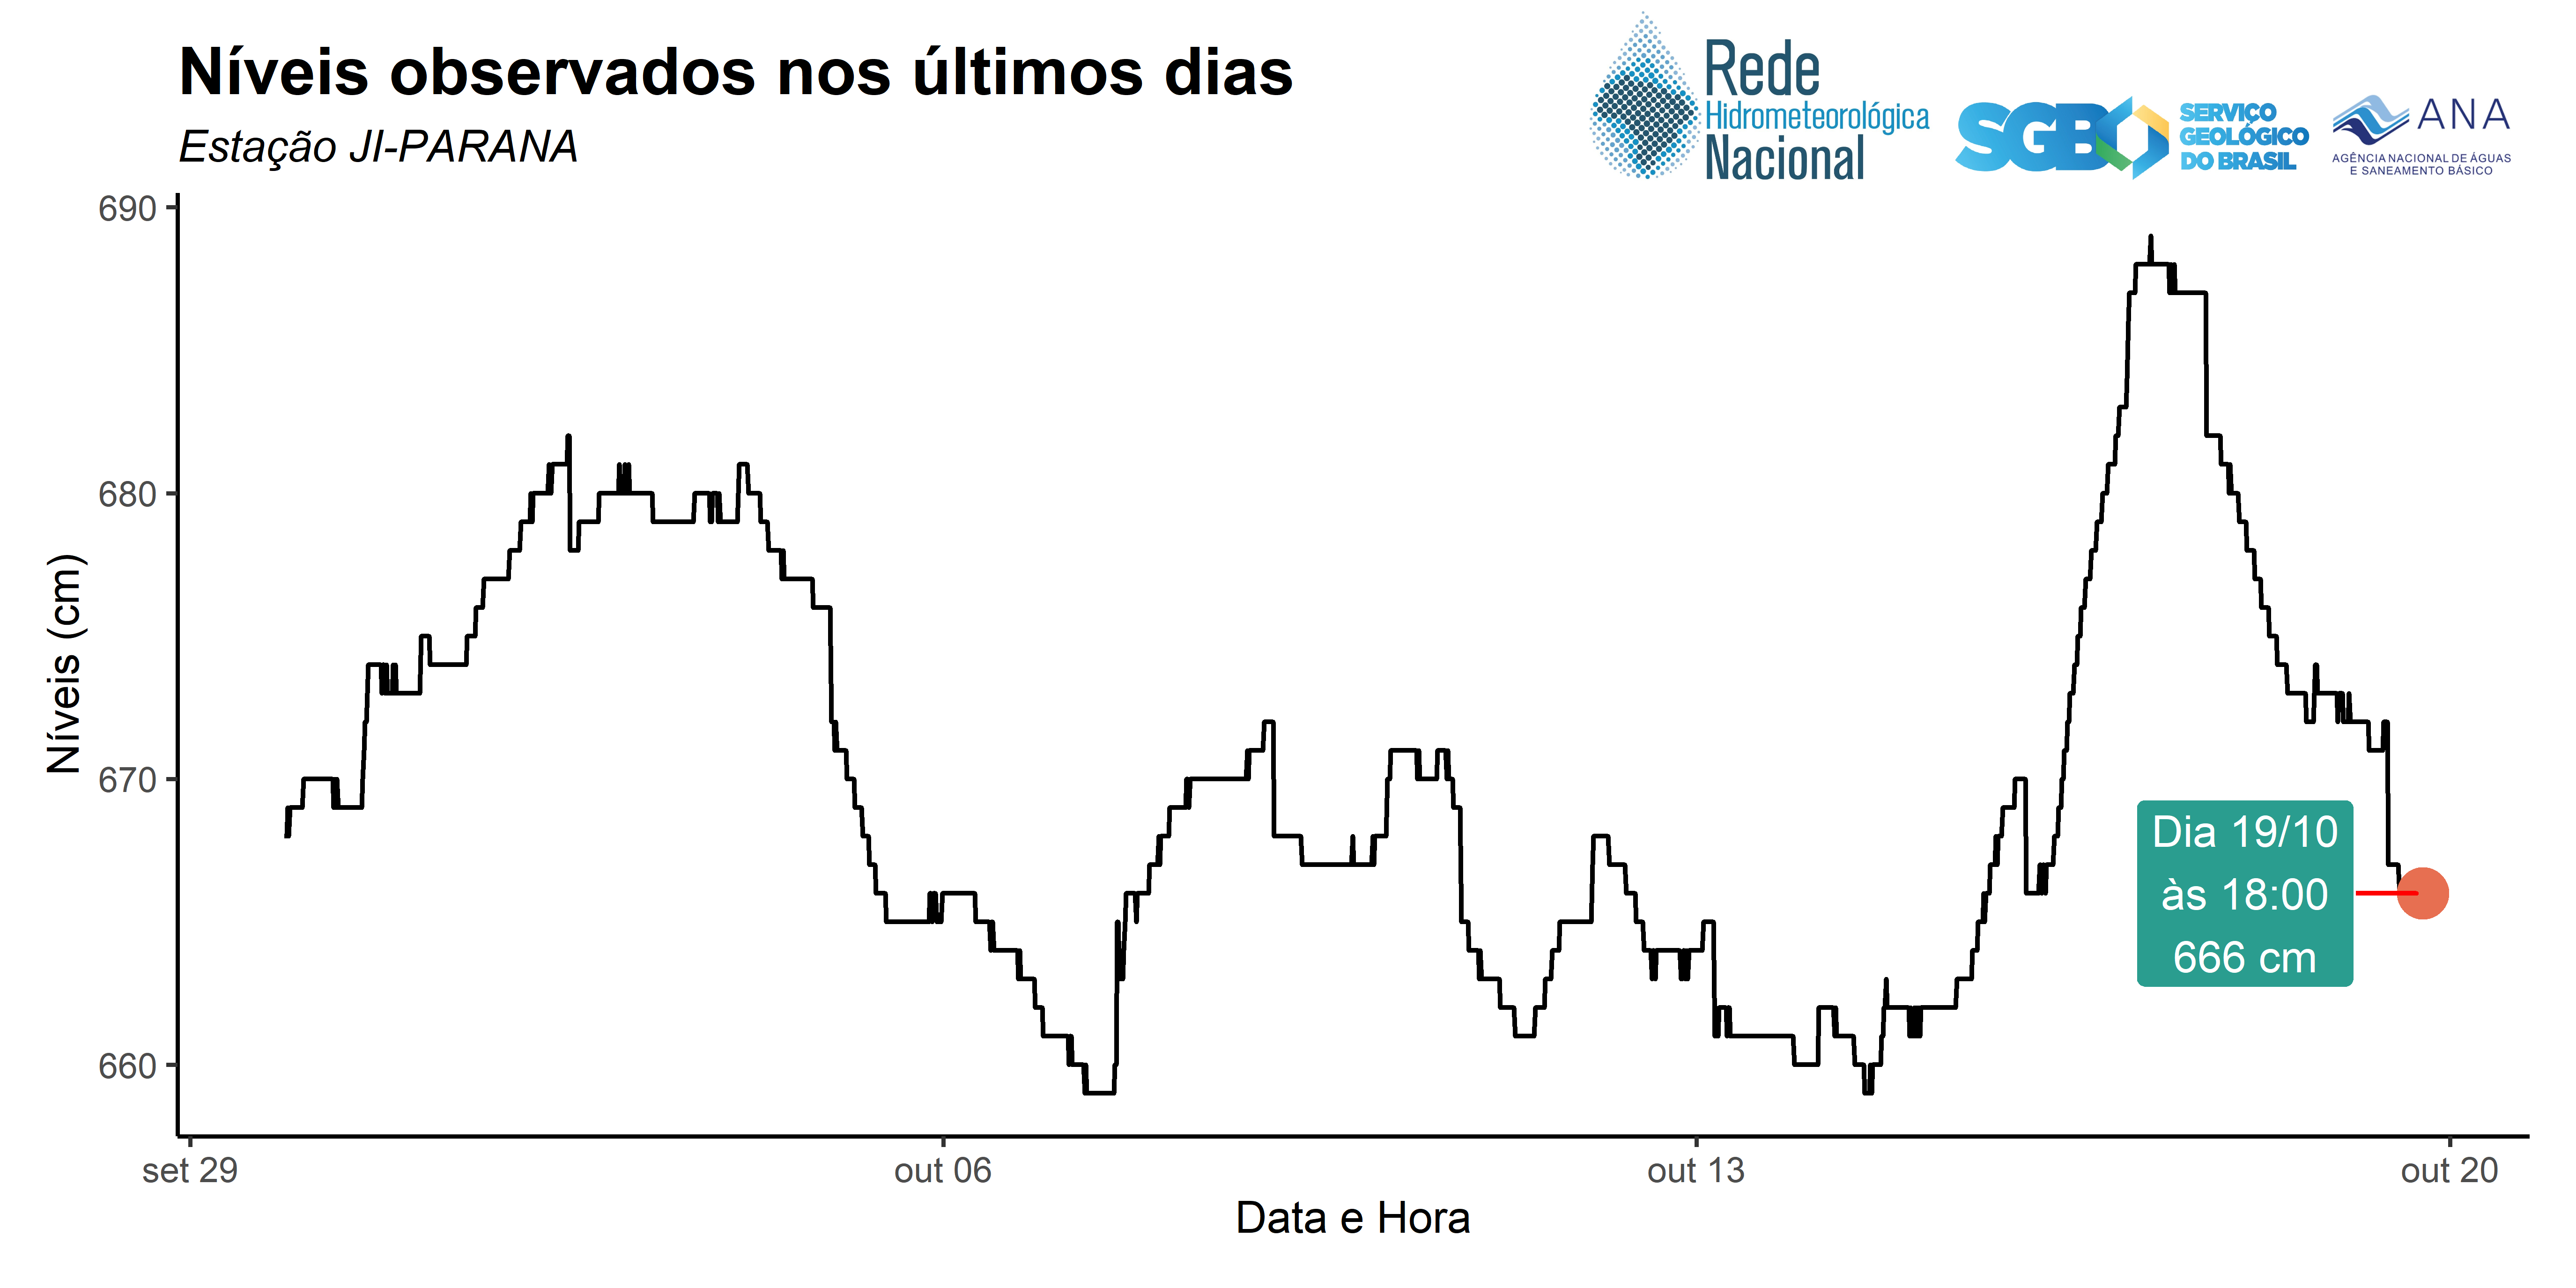 Níveis observados nos últimos dias
Estação JI-PARANA
Rede
Hidrometeorológica
Nacional
SGB
SERVIÇO
GEOLÓGICO
DO BRASIL
ANA
AGÊNCIA NACIONAL DE ÁGUAS
E SANEAMENTO BÁSICO
690
680
670
660
Níveis (cm)
Dia 19/10
às 18:00
666 cm
set 29
out 06
out 13
out 20
Data e Hora